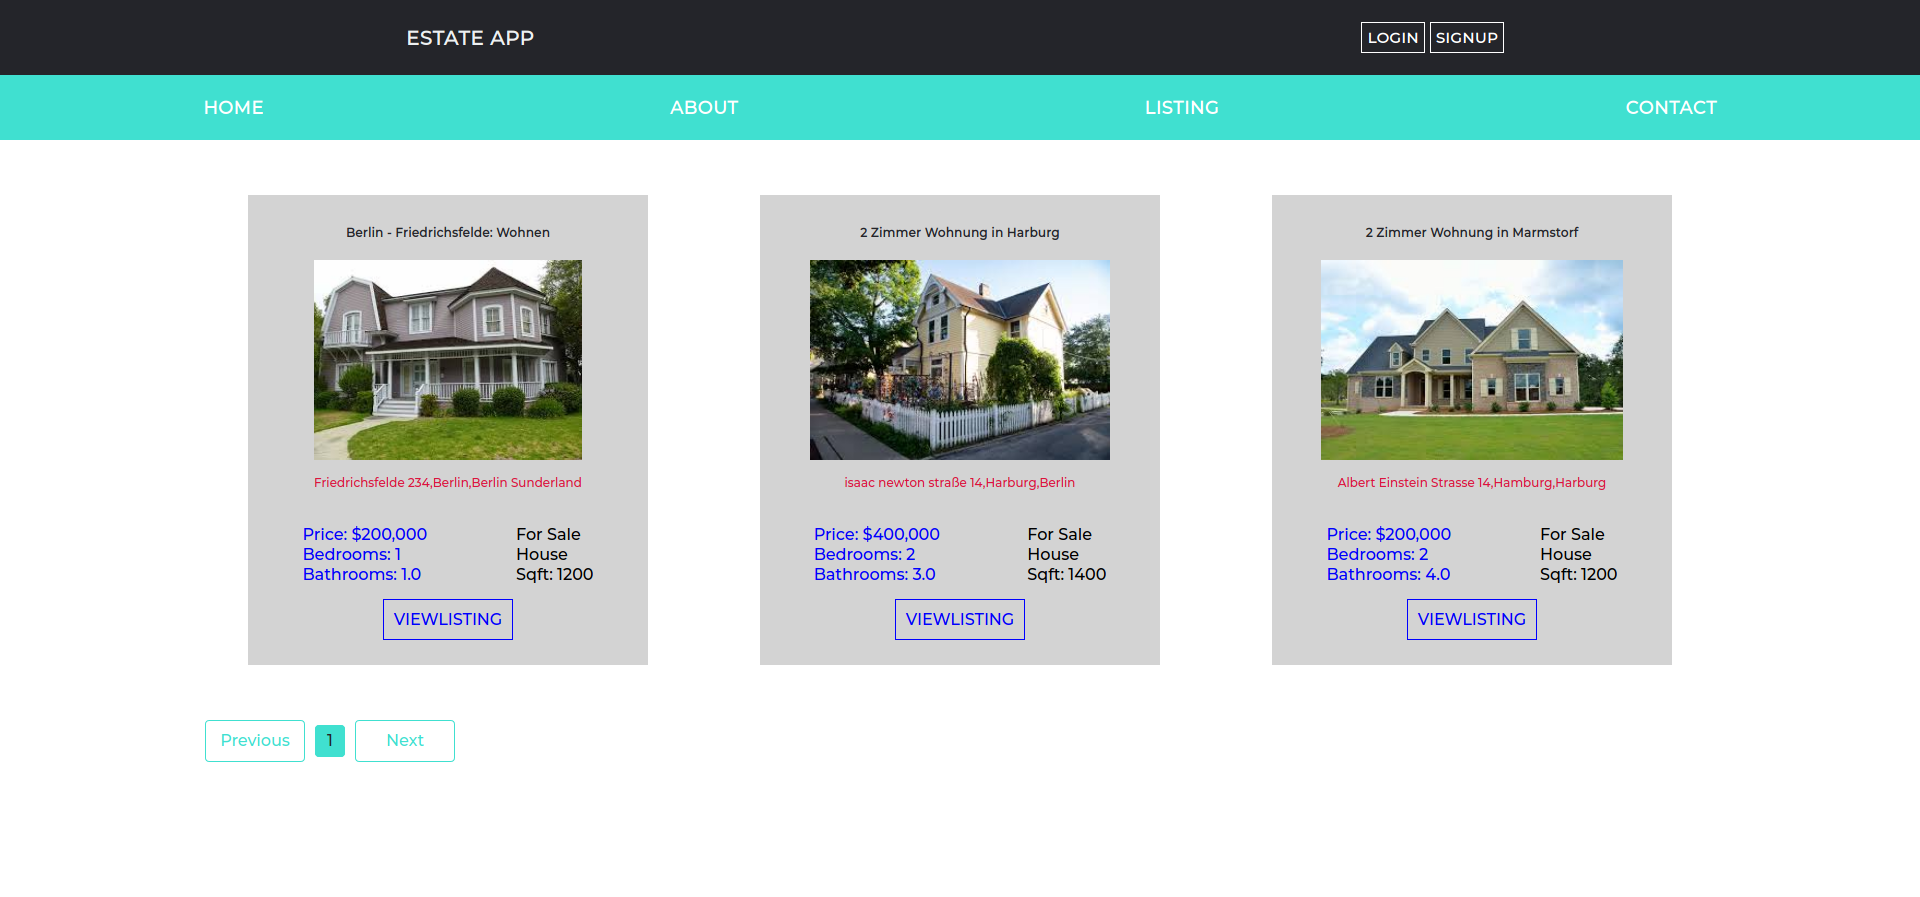 ESTATE APP
LOGIN SIGNUP
HOME ABOUT LISTING CONTACT
Berlin - Friedrichsfelde: Wohnen
Friedrichsfelde 234,Berlin,Berlin Sunderland
Price: $200,000 For Sale
Bedrooms: 1 House
Bathrooms: 1.0 Sqft: 1200
VIEWLISTING
2 Zimmer Wohnung in Harburg
isaac newton straße 14,Harburg,Berlin
Price: $400,000 For Sale
Bedrooms: 2 House
Bathrooms: 3.0 Sqft: 1400
VIEWLISTING
2 Zimmer Wohnung in Marmstorf
Albert Einstein Strasse 14,Hamburg,Harburg
Price: $200,000 For Sale
Bedrooms: 2 House
Bathrooms: 4.0 Sqft: 1200
VIEWLISTING
Previous 1 Next